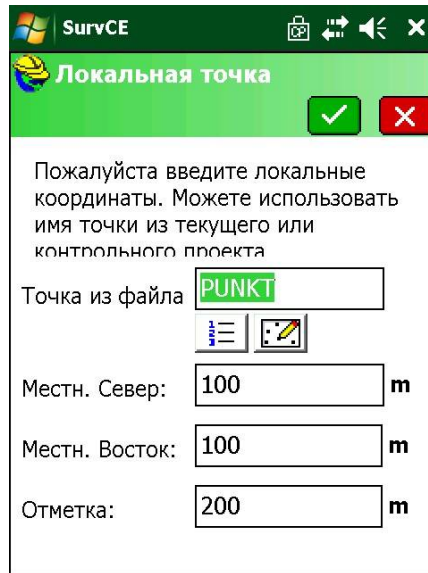 SurvCE
Локальная точка
Пожалуйста введите локальные
координаты. Можете использовать
имя точки из текущего или
контрольного проекта
Точка из файла PUNKT
Местн. Север: 100 m
Местн. Восток: 100 m
Отметка: 200 m